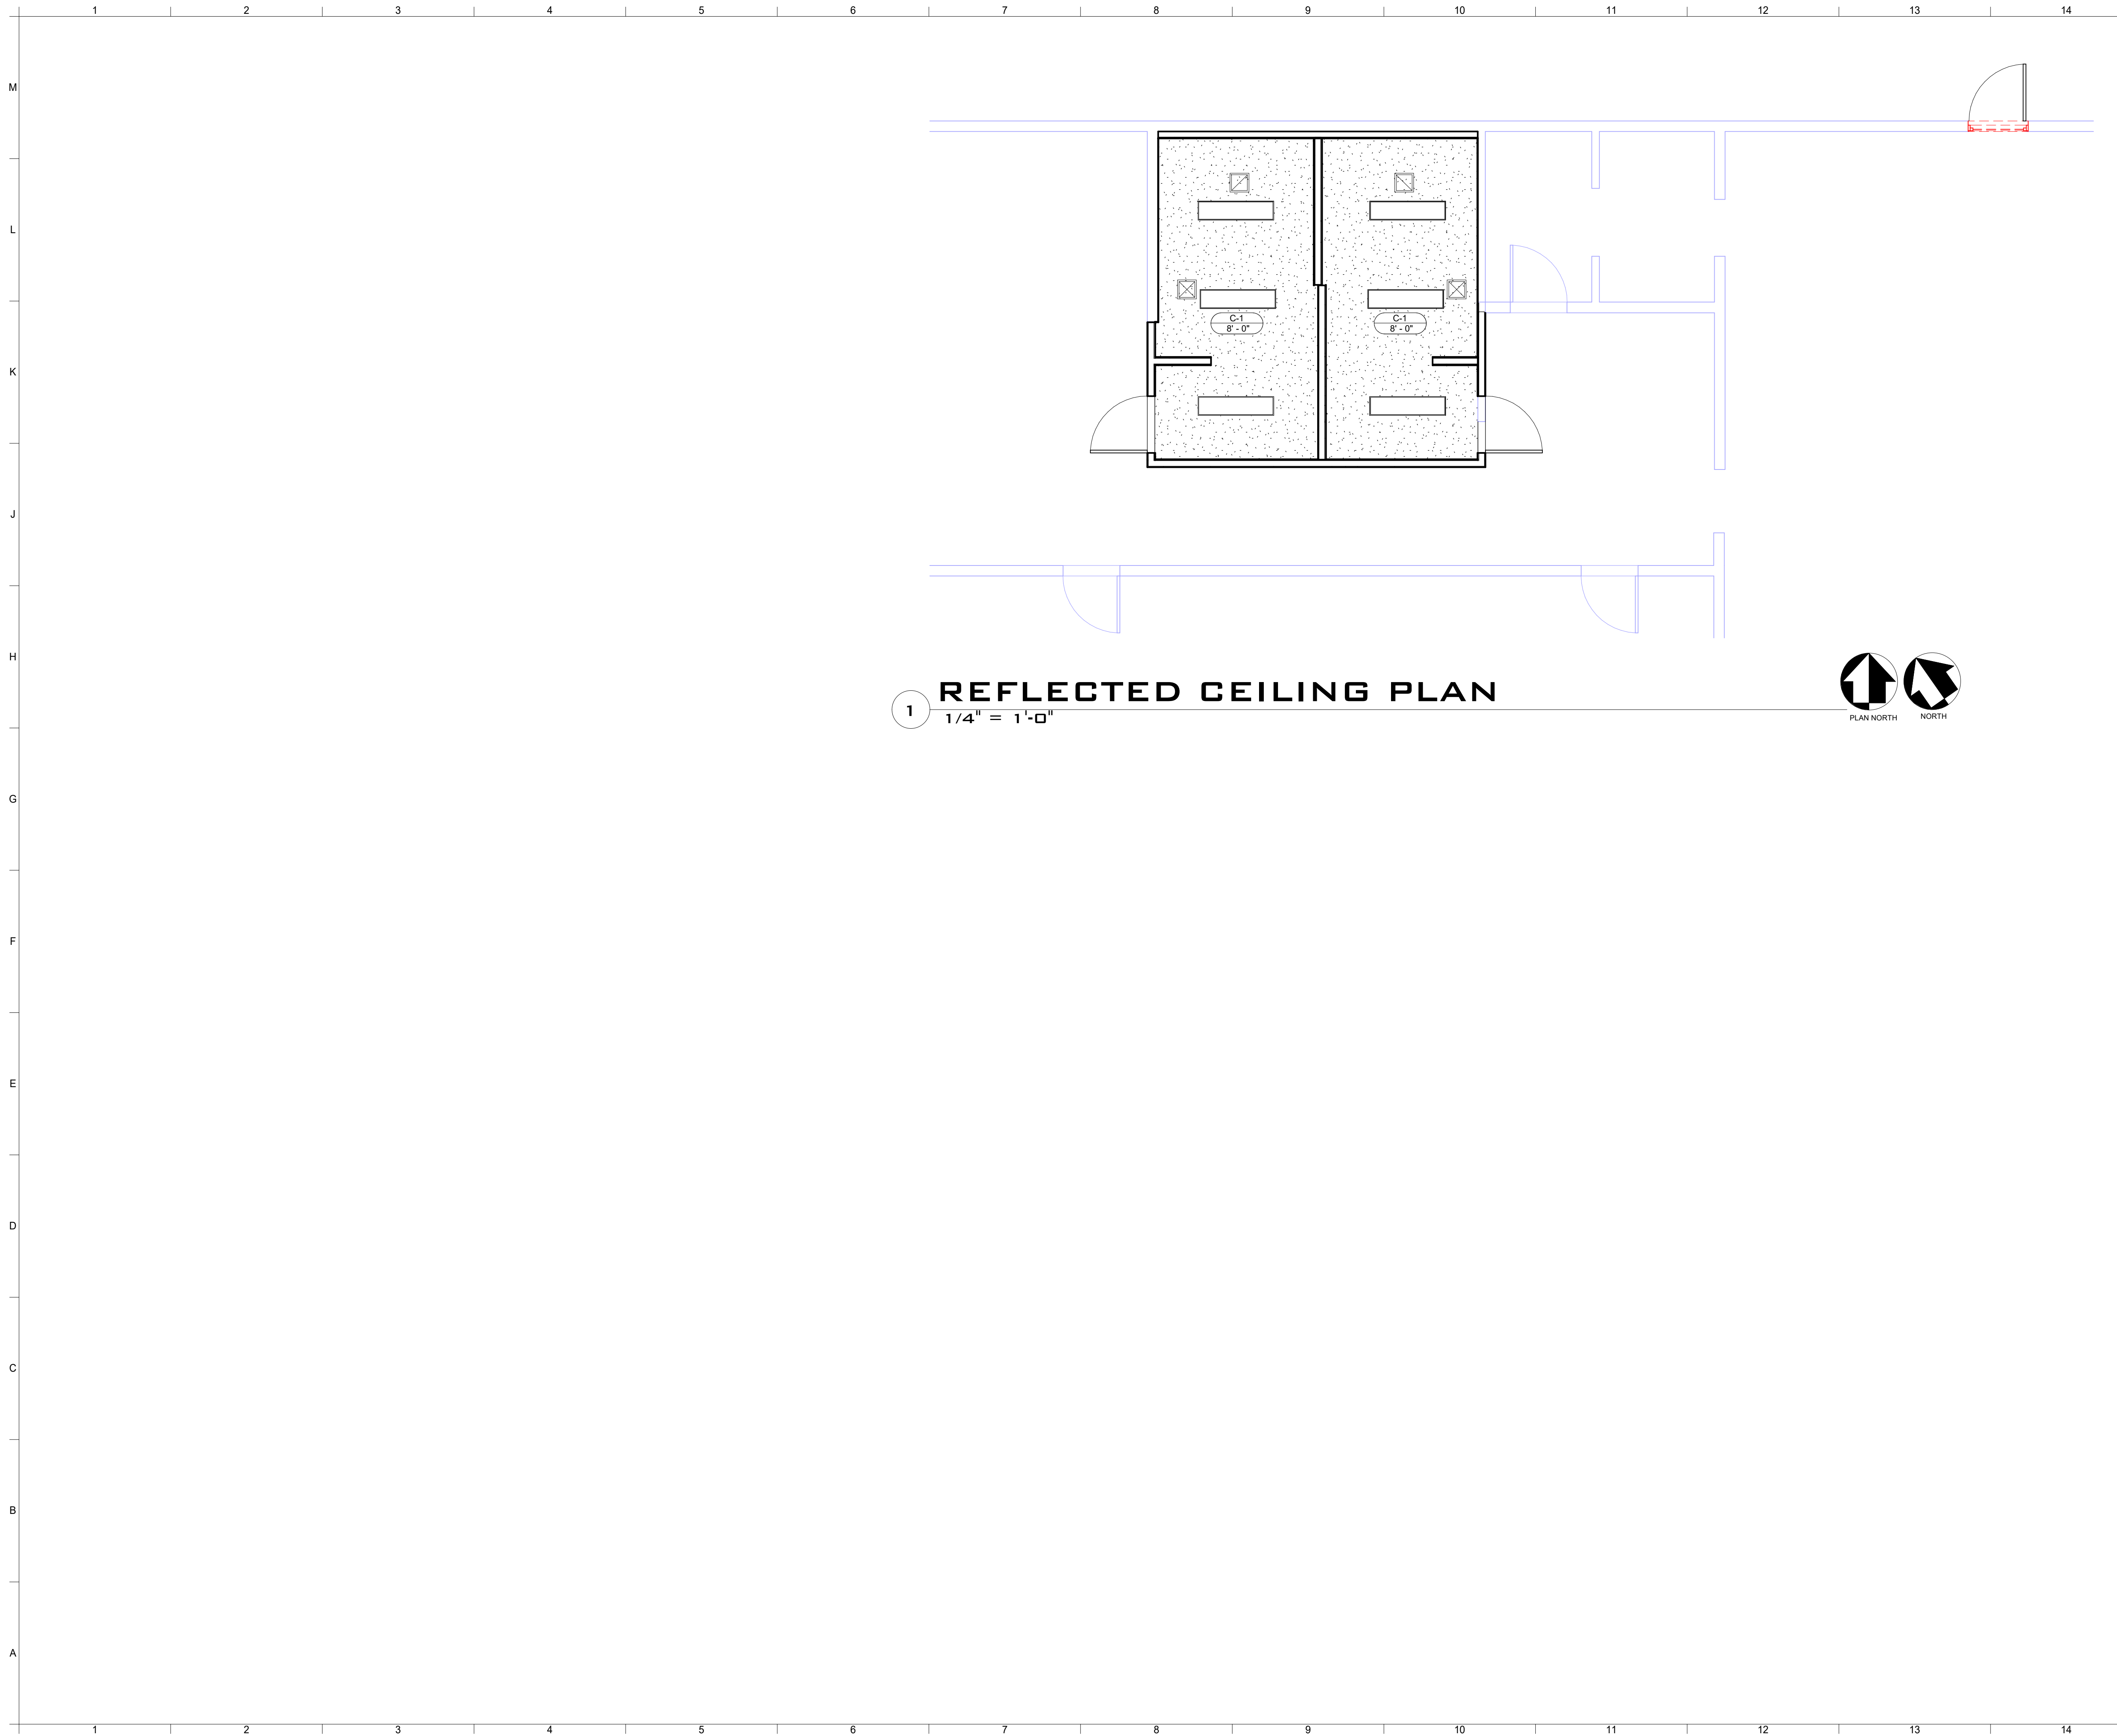 1 2 3 4 5 6 7 8 9 10 11 12 13 14
M
L
C-1 C-1
8' - 0" 8' - 0"
K
J
H
REFLECTED CEILING PLAN
1
1/4" = 1'-0"
PLAN NORTH NORTH
G
F
E
D
C
B
A
1 2 3 4 5 6 7 8 9 10 11 12 13 14